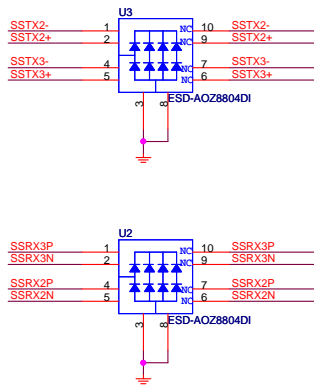 U3
SSTX2- 1 NC 10 SSTX2-
SSTX2+ 2 NC 9 SSTX2+
SSTX3- 4 NC 7 SSTX3-
SSTX3+ 5 NC 6 SSTX3+
3 8 ESD-AOZ8804DI
U2
SSRX3P 1 NC 10 SSRX3P
SSRX3N 2 NC 9 SSRX3N
SSRX2P 4 NC 7 SSRX2P
SSRX2N 5 NC 6 SSRX2N
3 8 ESD-AOZ8804DI